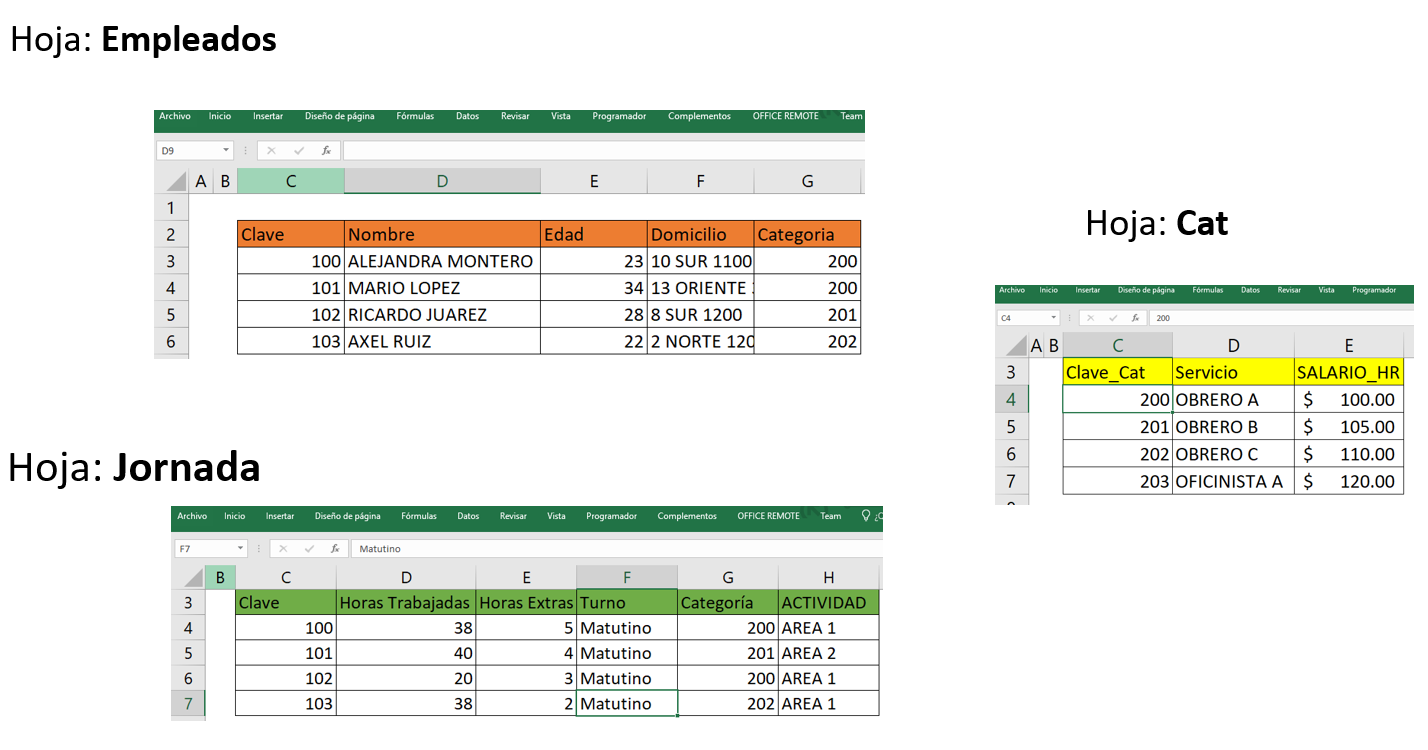 Hoja: Empleados
Archivo Inicio Insertar Diseño de página Fórmulas Datos Revisar Vista Programador Complementos OFFICE REMOTE Team
D9 fx
A B C D E F G
1
2 Clave Nombre Edad Domicilio Categoria
3 100 ALEJANDRA MONTERO 23 10 SUR 1100 200
4 101 MARIO LOPEZ 34 13 ORIENTE 200
5 102 RICARDO JUAREZ 28 8 SUR 1200 201
6 103 AXEL RUIZ 22 2 NORTE 120 202
Hoja: Cat
Archivo Inicio Insertar Diseño de página Fórmulas Datos Revisar Vista Programador
C4 fx 200
A B C D E
3 Clave_Cat Servicio SALARIO_HR
4 200 OBRERO A $ 100.00
5 201 OBRERO B $ 105.00
6 202 OBRERO C $ 110.00
7 203 OFICINISTA A $ 120.00
Hoja: Jornada
Archivo Inicio Insertar Diseño de página Fórmulas Datos Revisar Vista Programador Complementos OFFICE REMOTE Team
F7 fx Matutino
B C D E F G H
3 Clave Horas Trabajadas Horas Extras Turno Categoría ACTIVIDAD
4 100 38 5 Matutino 200 AREA 1
5 101 40 4 Matutino 201 AREA 2
6 102 20 3 Matutino 200 AREA 1
7 103 38 2 Matutino 202 AREA 1